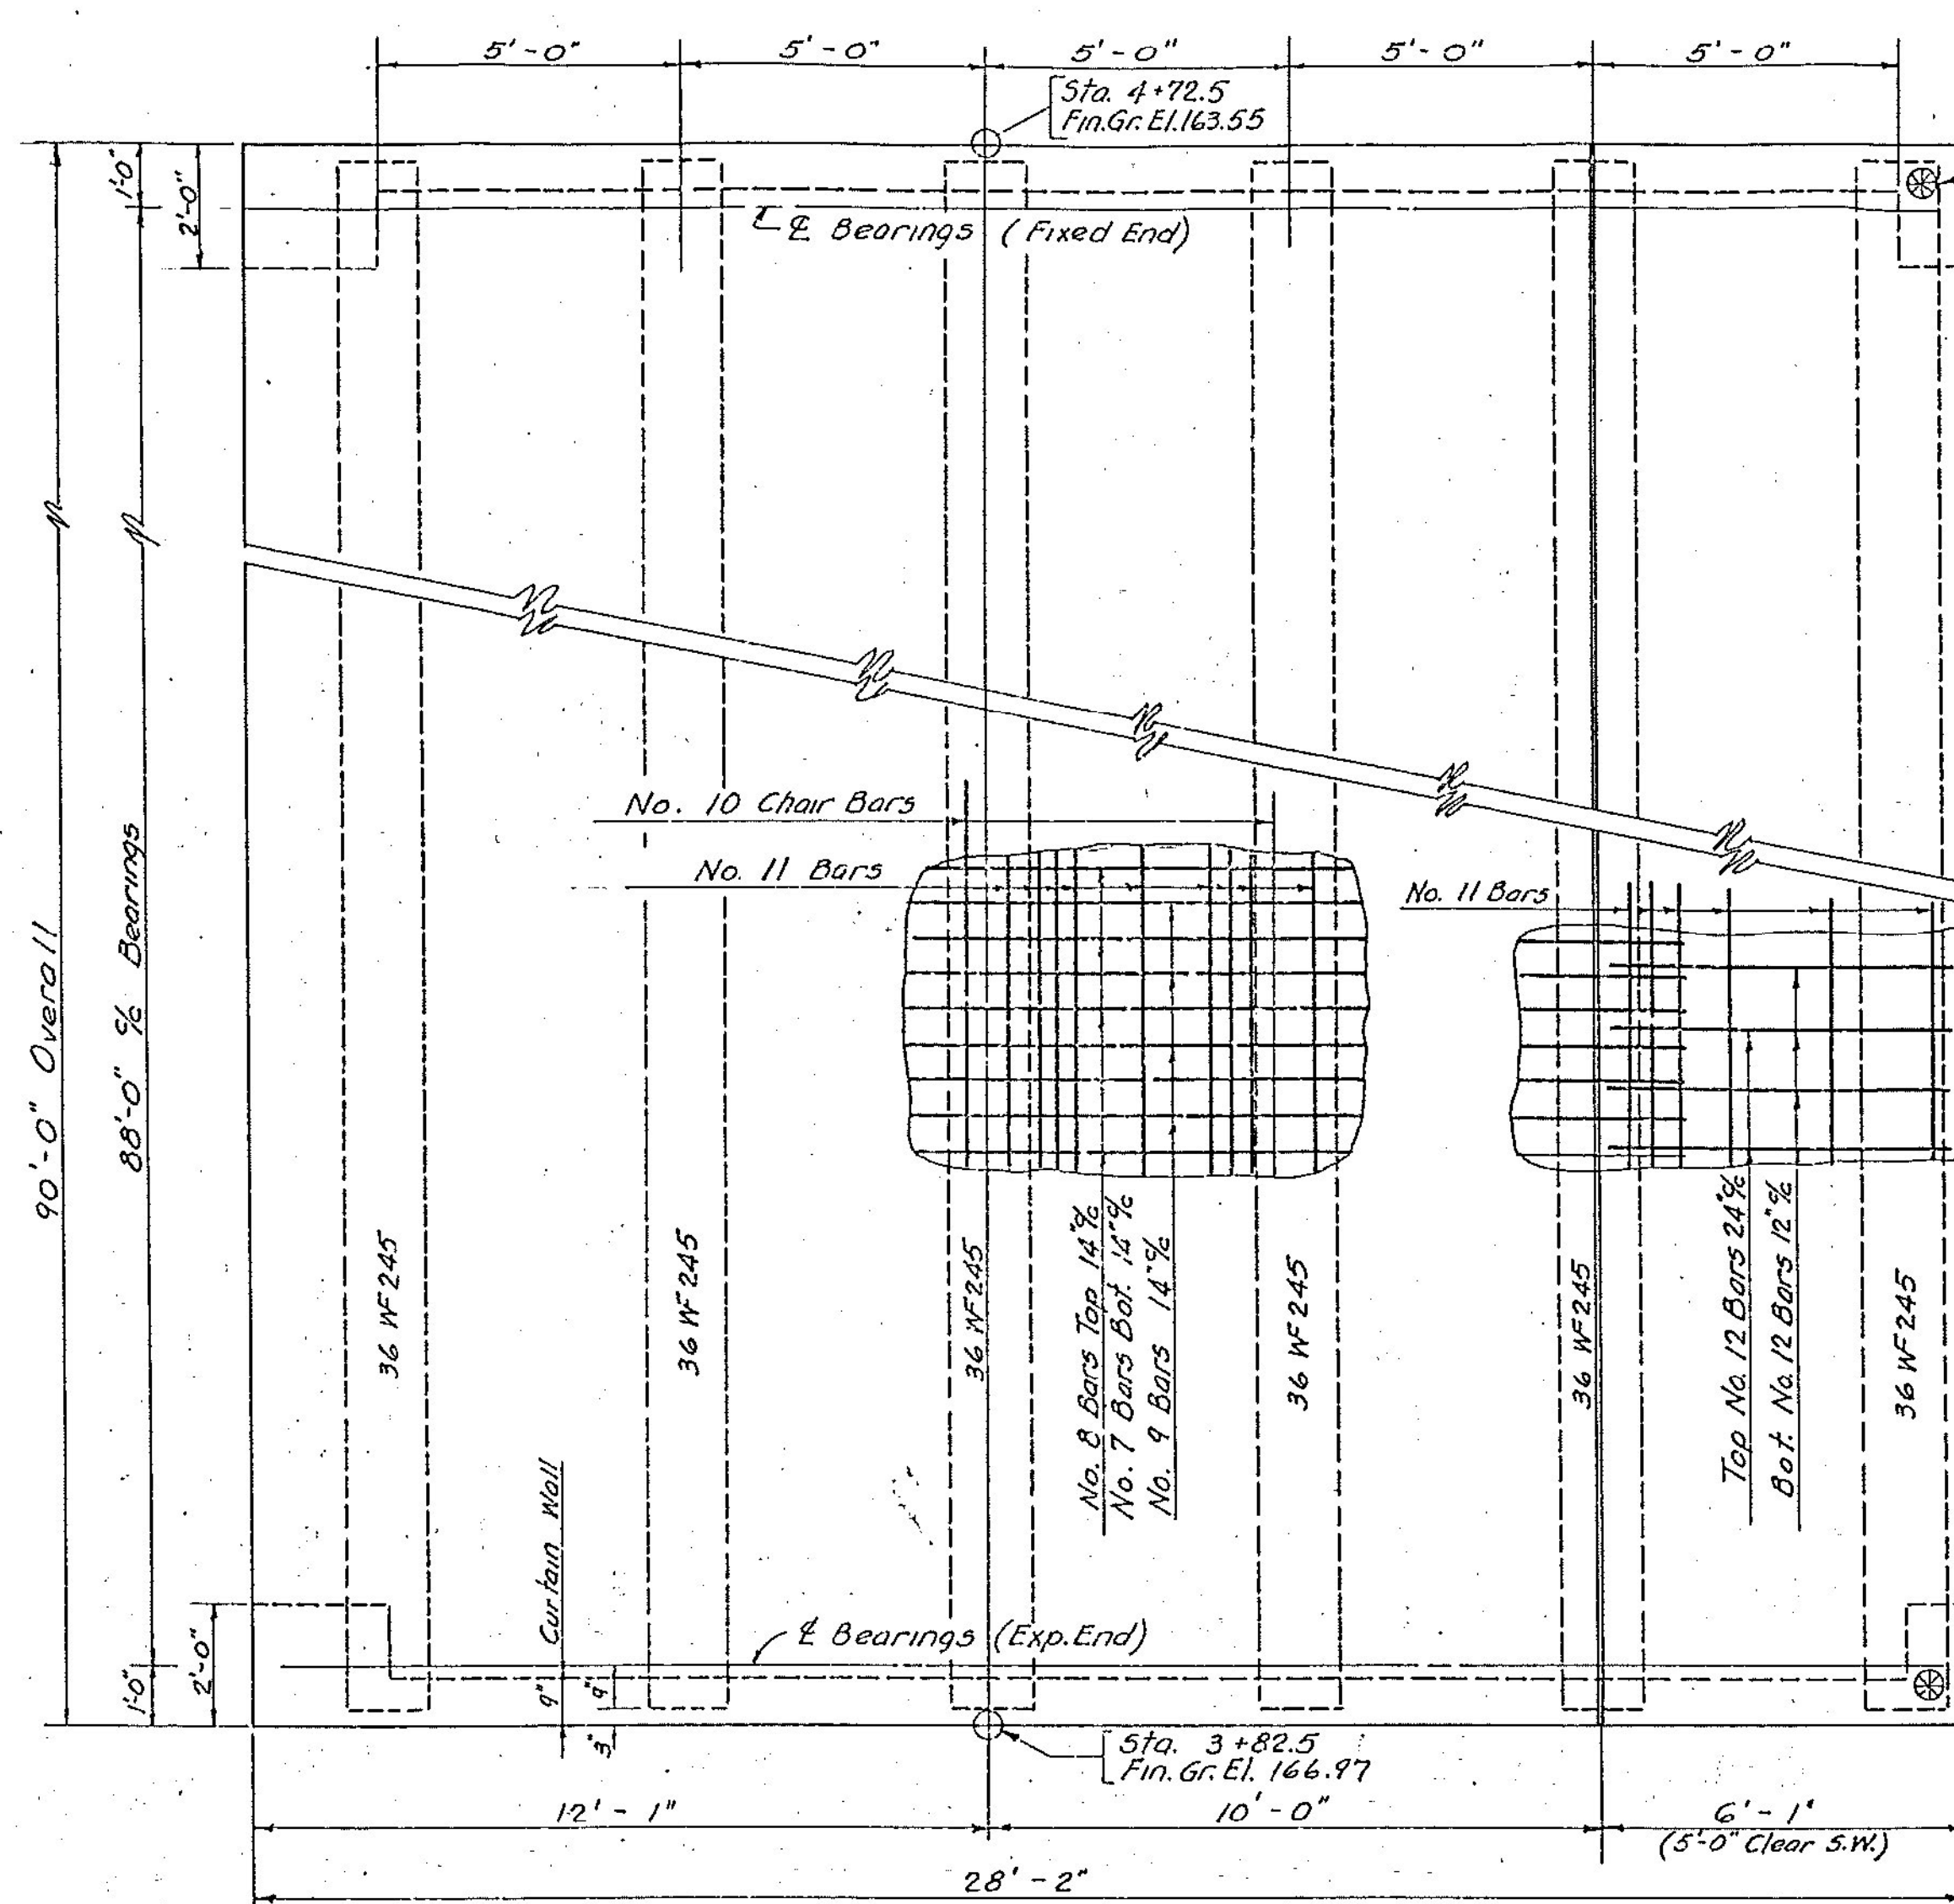 5'-0" 5'-0" 5'-0" 5'-0" 5'-0"
Sta. 4+72.5
Fin.Gr.El.163.55
1'-0"
2'-0"
℄ Bearings (Fixed End)
No. 10 Chair Bars
No. 11 Bars
No. 11 Bars
90'-0" Overall
88'-0" c/c Bearings
36 WF 245
36 WF 245
36 WF 245
No. 8 Bars Top 14" c/c
No. 7 Bars Bot. 14" c/c
No. 9 Bars 14" c/c
36 WF 245
36 WF 245
Top No. 12 Bars 24" c/c
Bot. No. 12 Bars 12" c/c
36 WF 245
Curtain Wall
℄ Bearings (Exp. End)
1'-0"
2'-0"
9"
9"
3"
Sta. 3+82.5
Fin. Gr. El. 166.97
12'-1" 10'-0" 6'-1"
(5'-0" Clear S.W.)
28'-2"